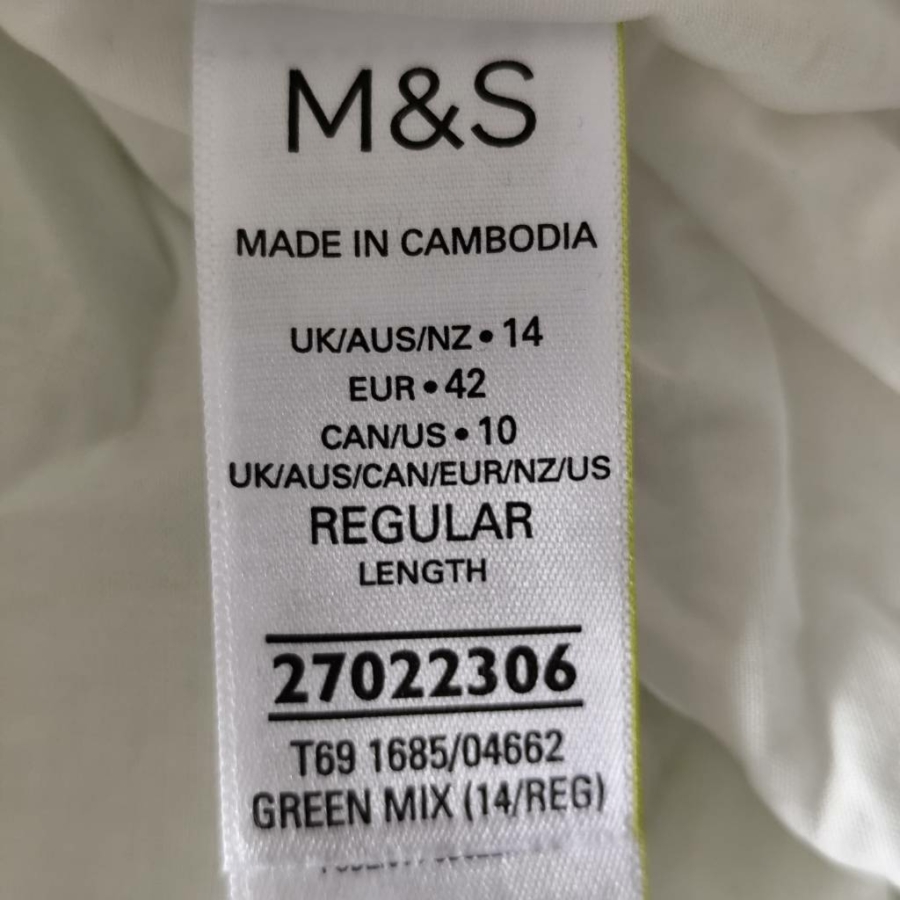 M&S
MADE IN CAMBODIA
UK/AUS/NZ • 14
EUR • 42
CAN/US • 10
UK/AUS/CAN/EUR/NZ/US
REGULAR
LENGTH
27022306
T69 1685/04662
GREEN MIX (14/REG)